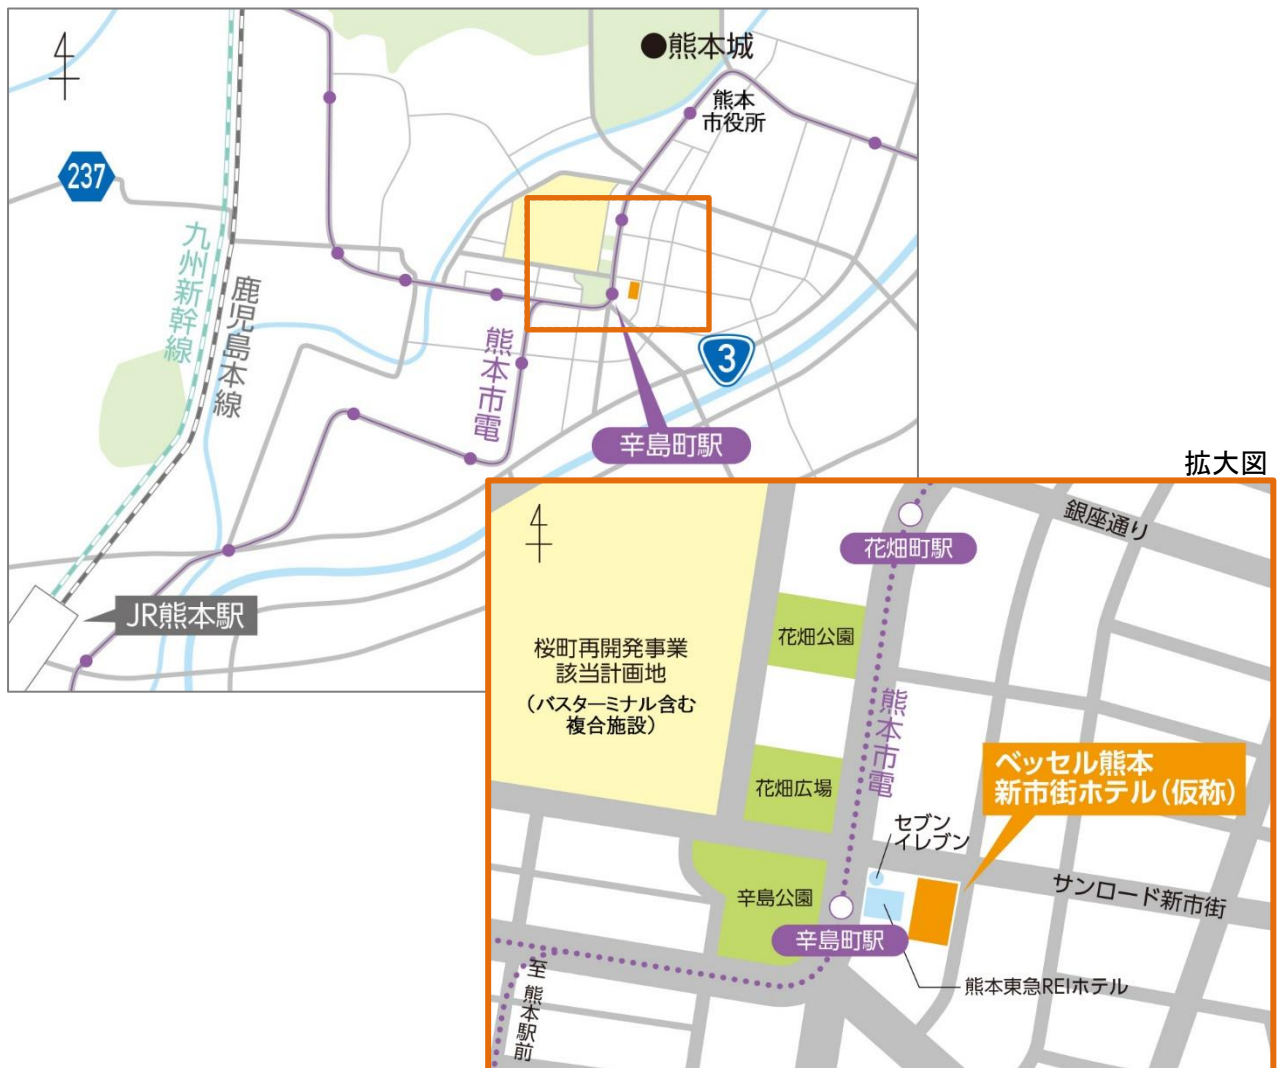 熊本城
熊本
市役所
237
九州新幹線
鹿児島本線
熊本市電
3
辛島町駅
JR熊本駅
拡大図
銀座通り
花畑町駅
花畑公園
桜町再開発事業
該当計画地
（バスターミナル含む
複合施設）
熊本市電
ベッセル熊本
新市街ホテル（仮称）
花畑広場
セブン
イレブン
サンロード新市街
辛島公園
辛島町駅
熊本東急REIホテル
至 熊本駅前